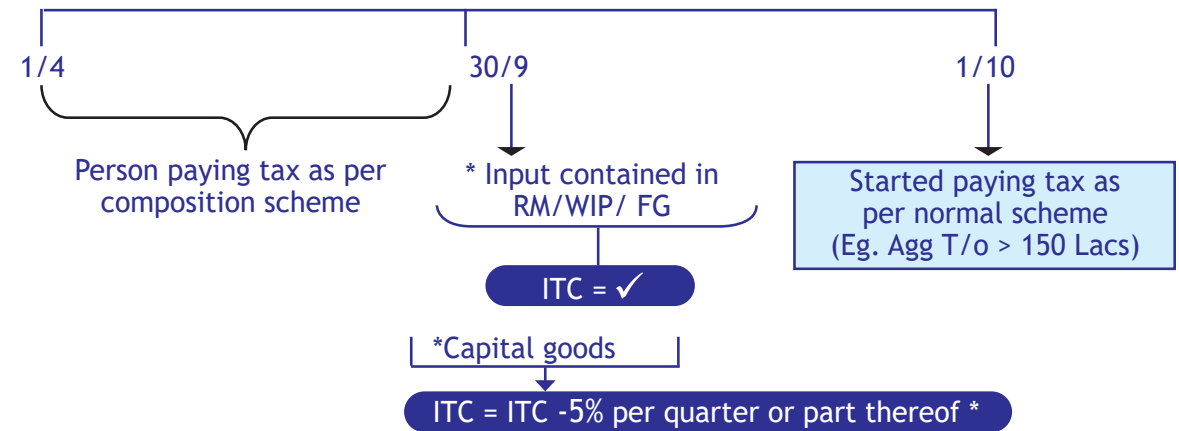 1/4
30/9
1/10
Person paying tax as per
composition scheme
* Input contained in
RM/WIP/ FG
Started paying tax as
per normal scheme
(Eg. Agg T/o > 150 Lacs)
ITC = ✓
*Capital goods
ITC = ITC -5% per quarter or part thereof *